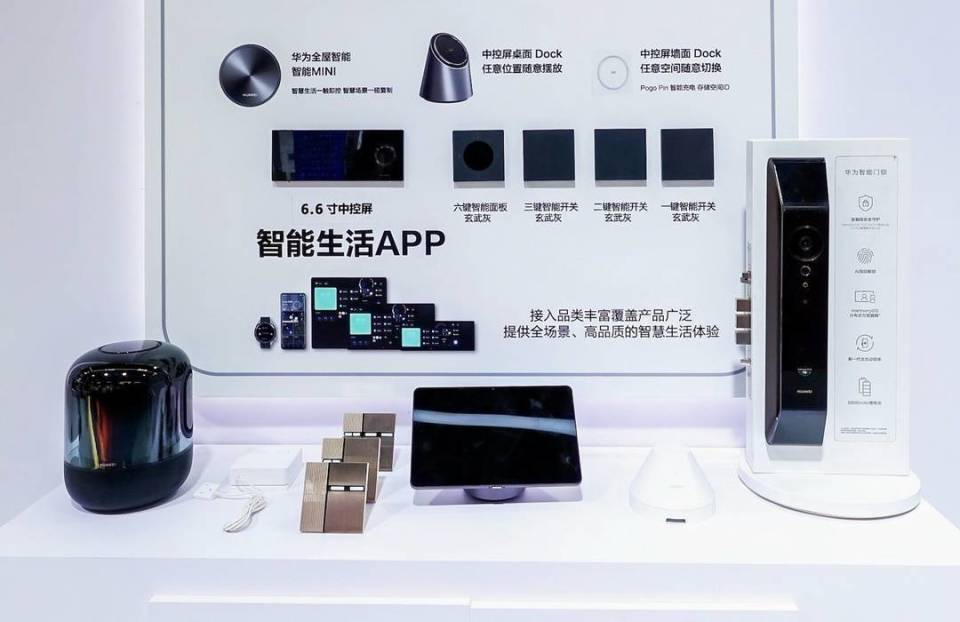 华为全屋智能
智能MINI
智慧生活一触即控 智慧场景一碰复制
HUAWEI
中控屏桌面 Dock
任意位置随意摆放
中控屏墙面 Dock
任意空间随意切换
Pogo Pin 智能充电 存储空间ID
6.6 寸中控屏
六键智能面板
玄武灰
三键智能开关
玄武灰
二键智能开关
玄武灰
一键智能开关
玄武灰
智能生活APP
接入品类丰富覆盖产品广泛
提供全场景、高品质的智慧生活体验
华为智能门锁
HUAWEI
HUAWEI